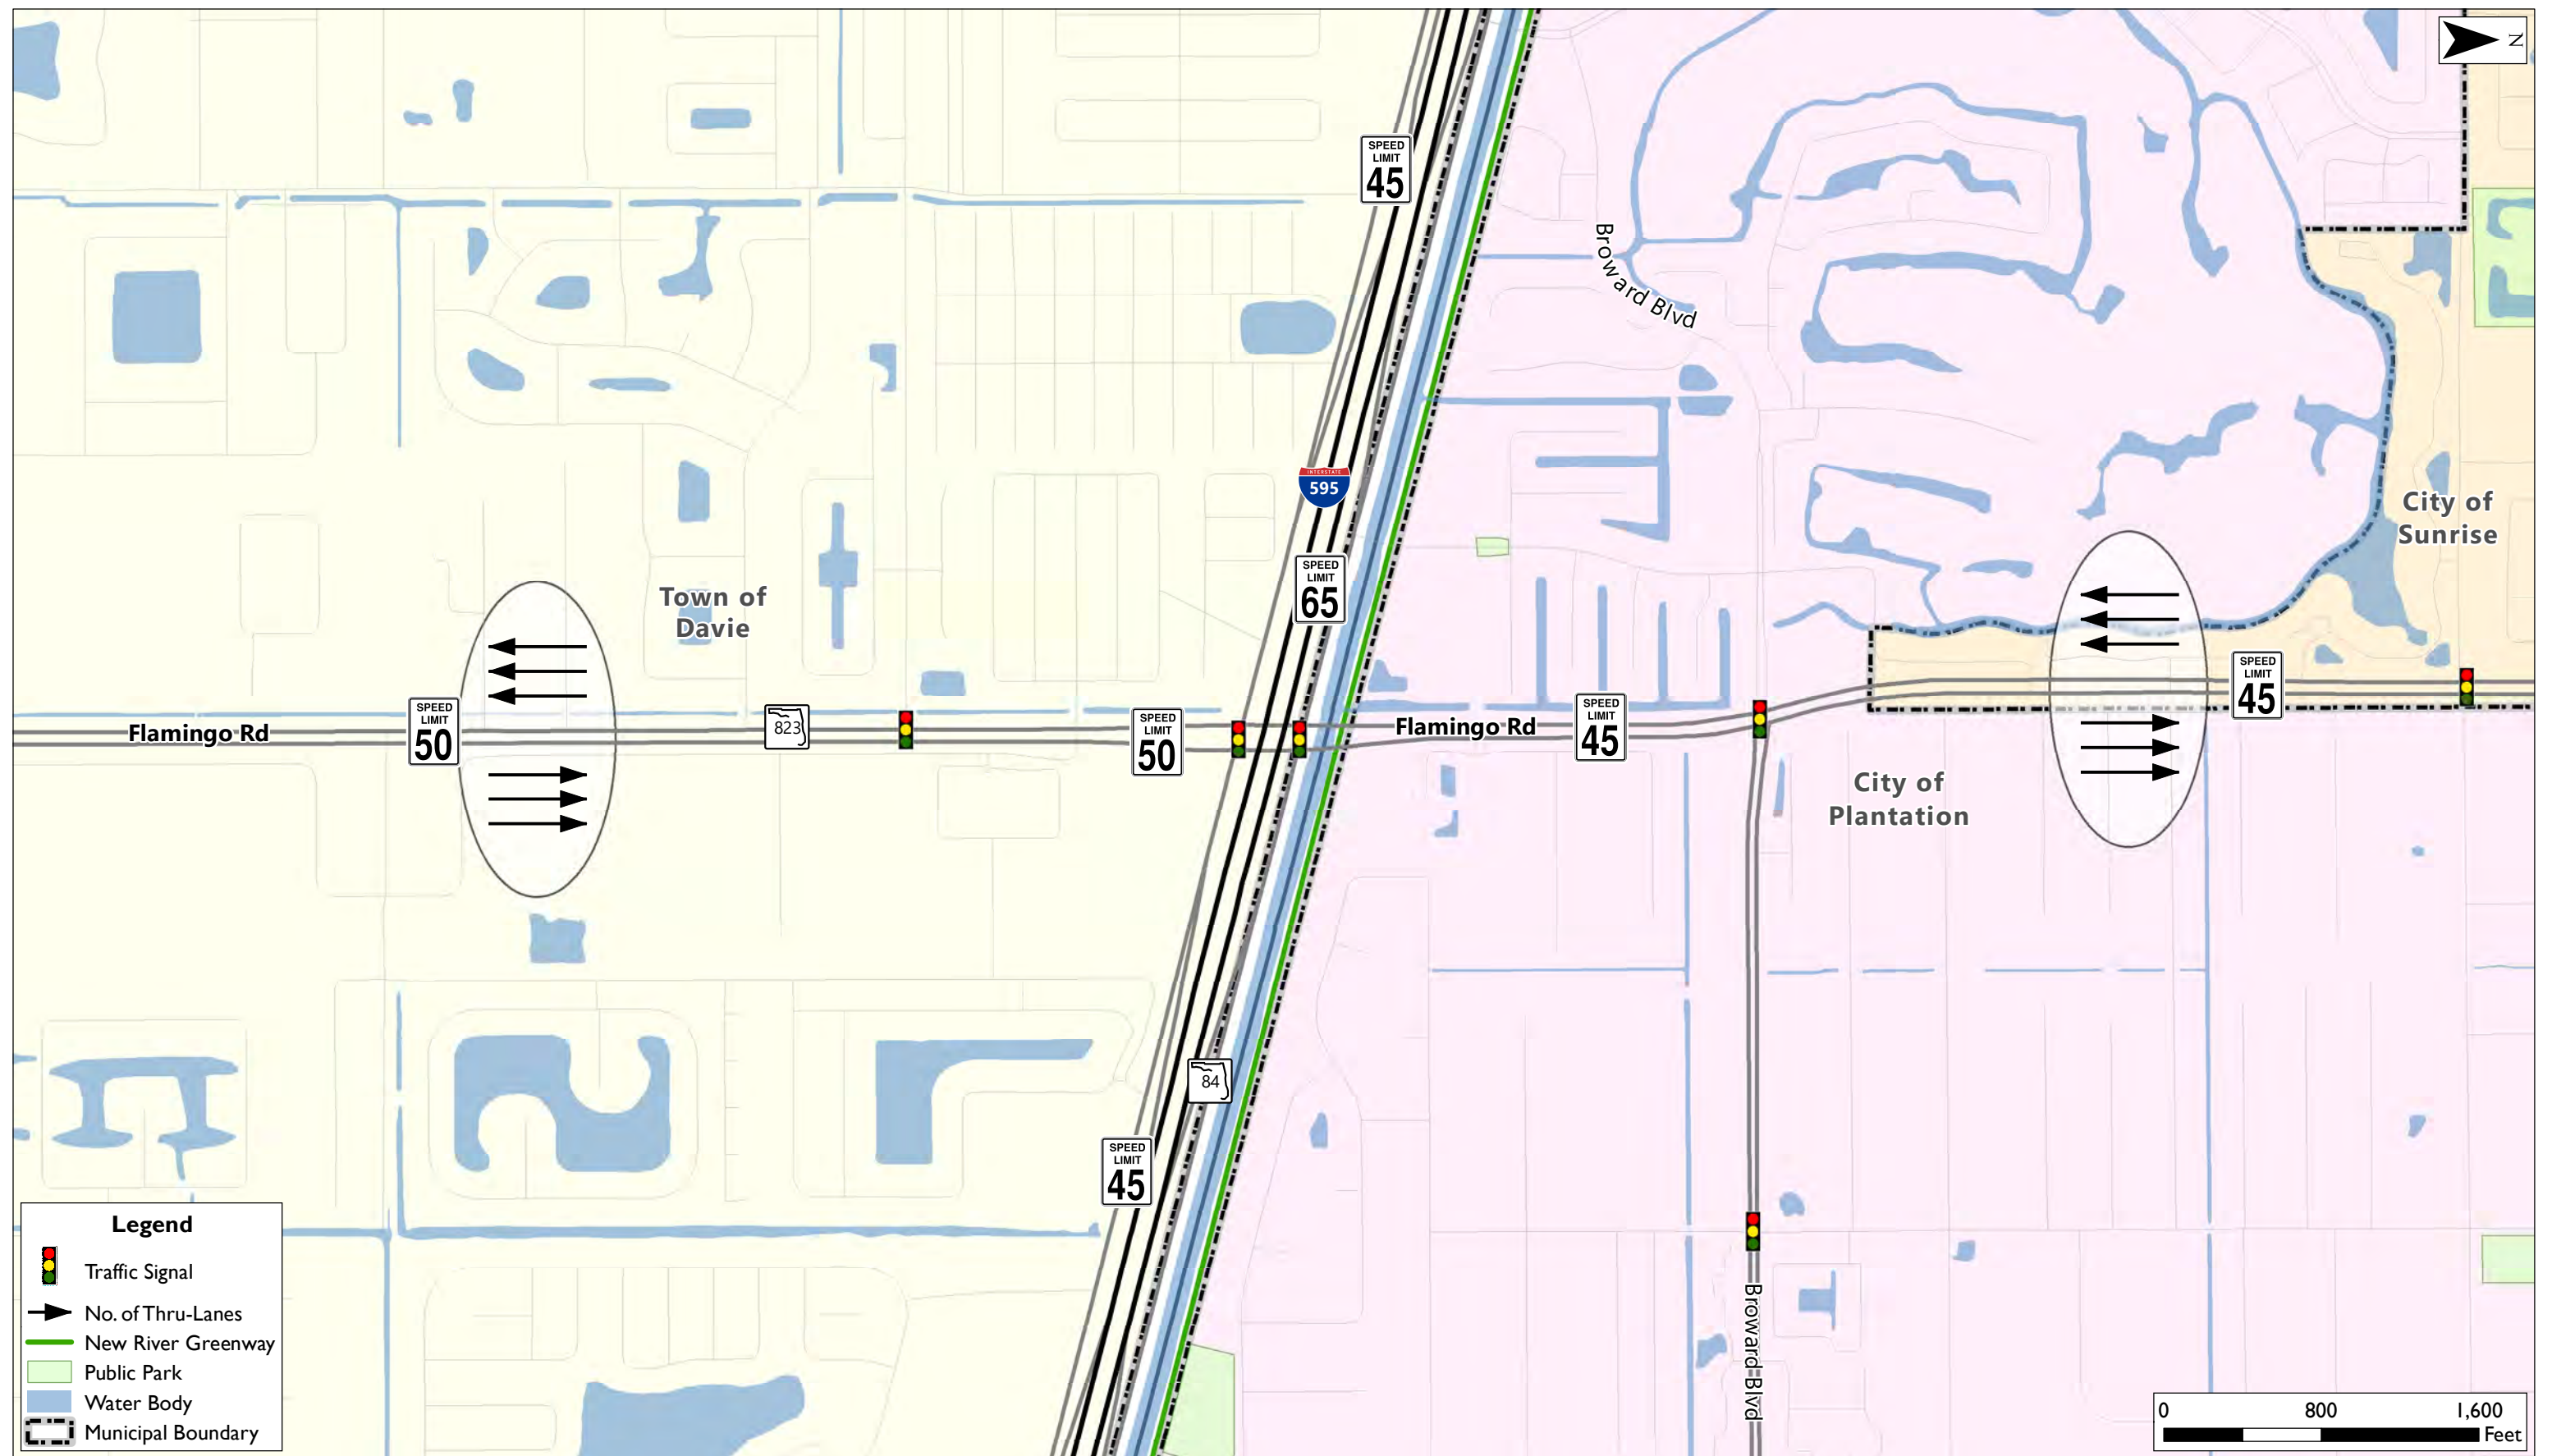 N
SPEED
LIMIT
45
Broward Blvd
INTERSTATE
595
City of
Sunrise
SPEED
LIMIT
65
Town of
Davie
SPEED
LIMIT
45
Flamingo Rd
SPEED
LIMIT
50
823
SPEED
LIMIT
50
Flamingo Rd
SPEED
LIMIT
45
City of
Plantation
84
SPEED
LIMIT
45
Broward Blvd
Legend
Traffic Signal
No. of Thru-Lanes
New River Greenway
Public Park
Water Body
Municipal Boundary
0 800 1,600
Feet